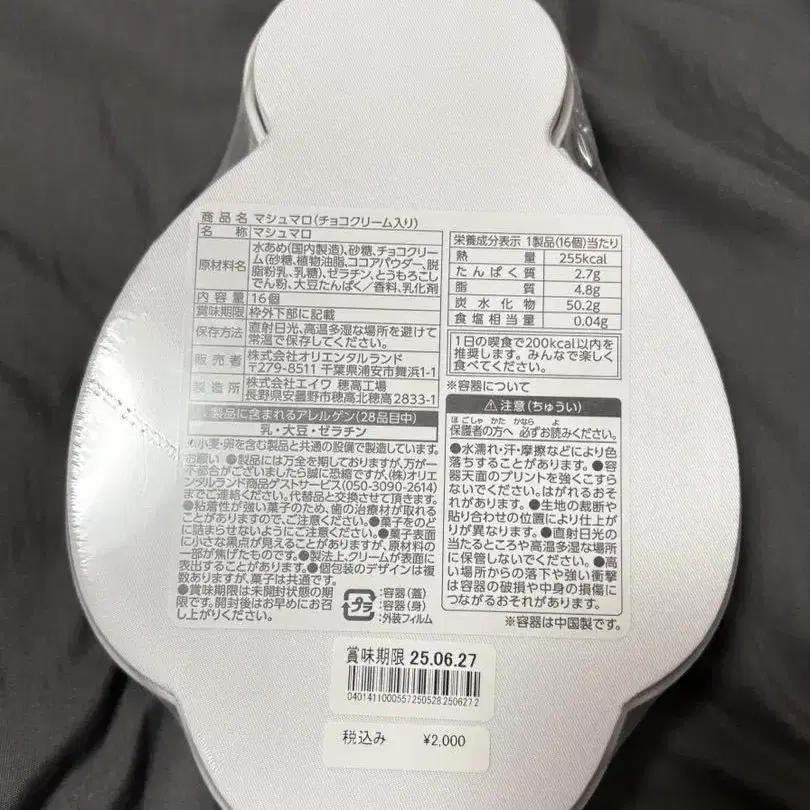 商品名 マシュマロ(チョコクリーム入り)
名称 マシュマロ
原材料名 水あめ(国内製造)、砂糖、チョコクリー
ム(砂糖、植物油脂、ココアパウダー、脱
脂粉乳、乳糖)、ゼラチン、とうもろこし
でん粉、大豆たんぱく/香料、乳化剤
内容量 16個
賞味期限 枠外下部に記載
保存方法 直射日光、高温多湿な場所を避けて
常温で保存してください。
販売者 株式会社オリエンタルランド
〒279-8511 千葉県浦安市舞浜1-1
製造所 株式会社エイワ 穂高工場
長野県安曇野市穂高北穂高2833-1
製品に含まれるアレルゲン(28品目中)
乳・大豆・ゼラチン
※小麦・卵を含む製品と共通の設備で製造しています。
お願い ●製品には万全を期しておりますが、万が一
不都合がございましたら誠に恐縮ですが、(株)オリエ
ンタルランド商品ゲストサービス(050-3090-2614)
までご連絡ください。代替品と交換させて頂きます。
●粘着性が強い菓子のため、歯の治療材が取れる
ことがありますので、ご注意ください。●菓子をのど
に詰まらせないようにご注意ください。●菓子表面
に小さな黒点が見えることがありますが、原材料の
一部が焦げたものです。●製法上、クリームが表面に
表出することがあります。●個包装のデザインは複
数ありますが、菓子は共通です。
●賞味期限は未開封状態の期
限です。開封後はお早めにお召
し上がりください。
プラ
:容器(蓋)
:容器(身)
:外装フィルム
栄養成分表示 1製品(16個)当たり
熱量 255kcal
たんぱく質 2.7g
脂質 4.8g
炭水化物 50.2g
食塩相当量 0.04g
1日の間食で200kcal以内を
推奨します。みんなで楽しく
食べてください。
※容器について
注意(ちゅうい)
ほごしゃ かた かなら よ
保護者の方へ 必ずお読みください。
●水濡れ・汗・摩擦などにより色
落ちすることがあります。●容
器天面のプリントを強くこすら
ないでください。はがれるおそ
れがあります。●生地の裁断や
貼り合わせの位置により仕上が
りが異なります。●直射日光の
当たるところや高温多湿な場所
に保管しないでください。●高
い場所からの落下や強い衝撃
は容器の破損や中身の損傷に
つながるおそれがあります。
※容器は中国製です。
賞味期限 25.06.27
0401411000557250528 2506272
税込み ¥2,000